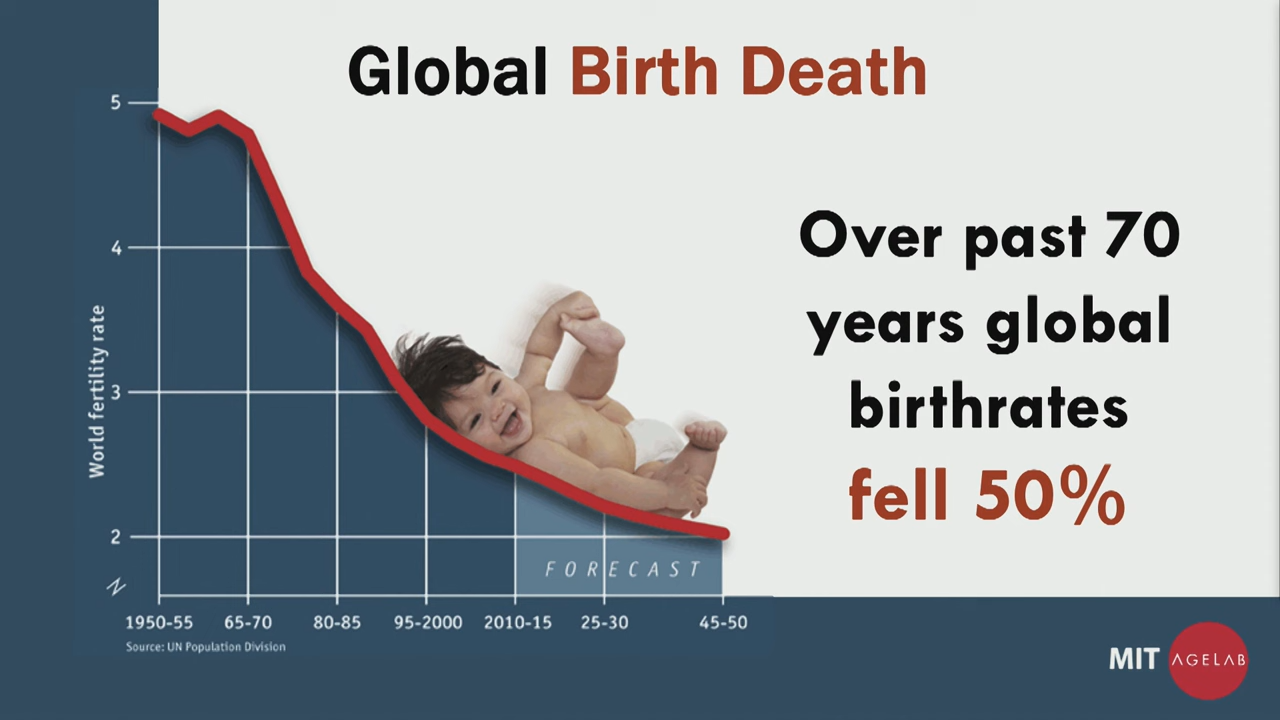 Global Birth Death
5
4
3
2
World fertility rate
Over past 70
years global
birthrates
fell 50%
FORECAST
1950-55 65-70 80-85 95-2000 2010-15 25-30 45-50
Source: UN Population Division
MIT AGELAB